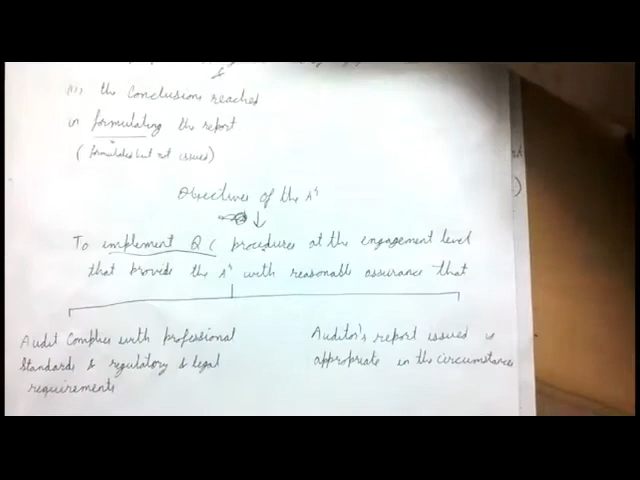 iii) the conclusions reached
in formulating the report
(formulated but not issued)
Objectives of the Ar
To implement QC procedures at the engagement level
that provide the Ar with reasonable assurance that
Audit Complies with professional
Standards & regulatory & legal
requirements
Auditor's report issued is
appropriate in the circumstances